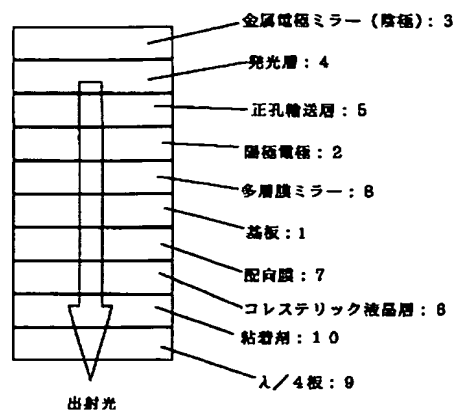 金属電極ミラー（陰極）：３
発光層：４
正孔輸送層：５
陽極電極：２
多層膜ミラー：８
基板：１
配向膜：７
コレステリック液晶層：６
粘着剤：１０
λ／４板：９
出射光